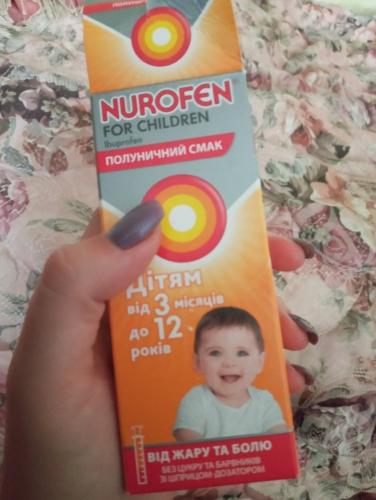 NUROFEN
FOR CHILDREN
Ibuprofen
ПОЛУНИЧНИЙ СМАК
Дітям
від 3 місяців
до 12
років
ВІД ЖАРУ ТА БОЛЮ
БЕЗ ЦУКРУ ТА БАРВНИКІВ
ЗІ ШПРИЦОМ-ДОЗАТОРОМ